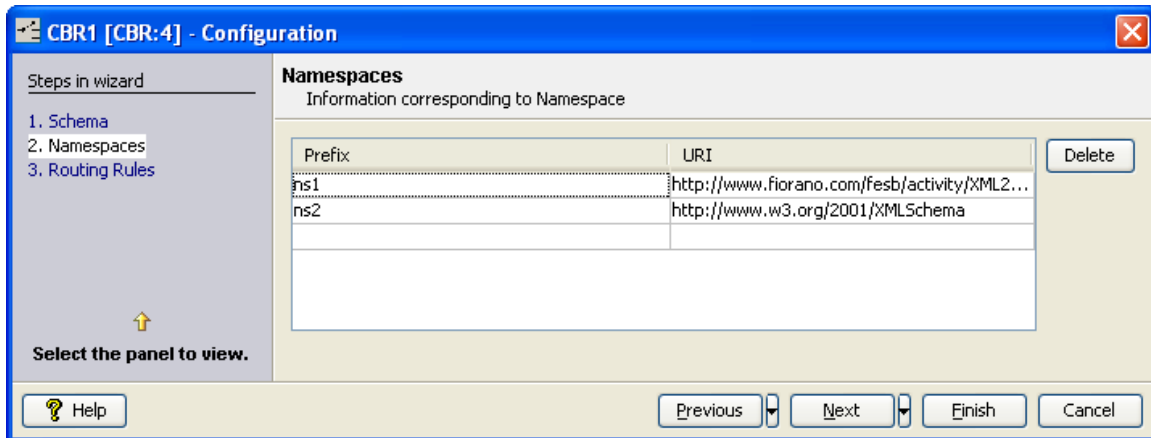 CBR1 [CBR:4] - Configuration
Steps in wizard
1. Schema
2. Namespaces
3. Routing Rules
Select the panel to view.
Namespaces
Information corresponding to Namespace
Prefix URI
ns1 http://www.fiorano.com/fesb/activity/XML2...
ns2 http://www.w3.org/2001/XMLSchema
Delete
Help Previous Next Finish Cancel